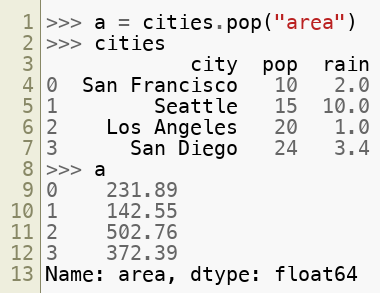 1 >>> a = cities.pop("area")
2 >>> cities
3             city  pop  rain
4 0  San Francisco   10   2.0
5 1        Seattle   15  10.0
6 2    Los Angeles   20   1.0
7 3      San Diego   24   3.4
8 >>> a
9 0    231.89
10 1    142.55
11 2    502.76
12 3    372.39
13 Name: area, dtype: float64